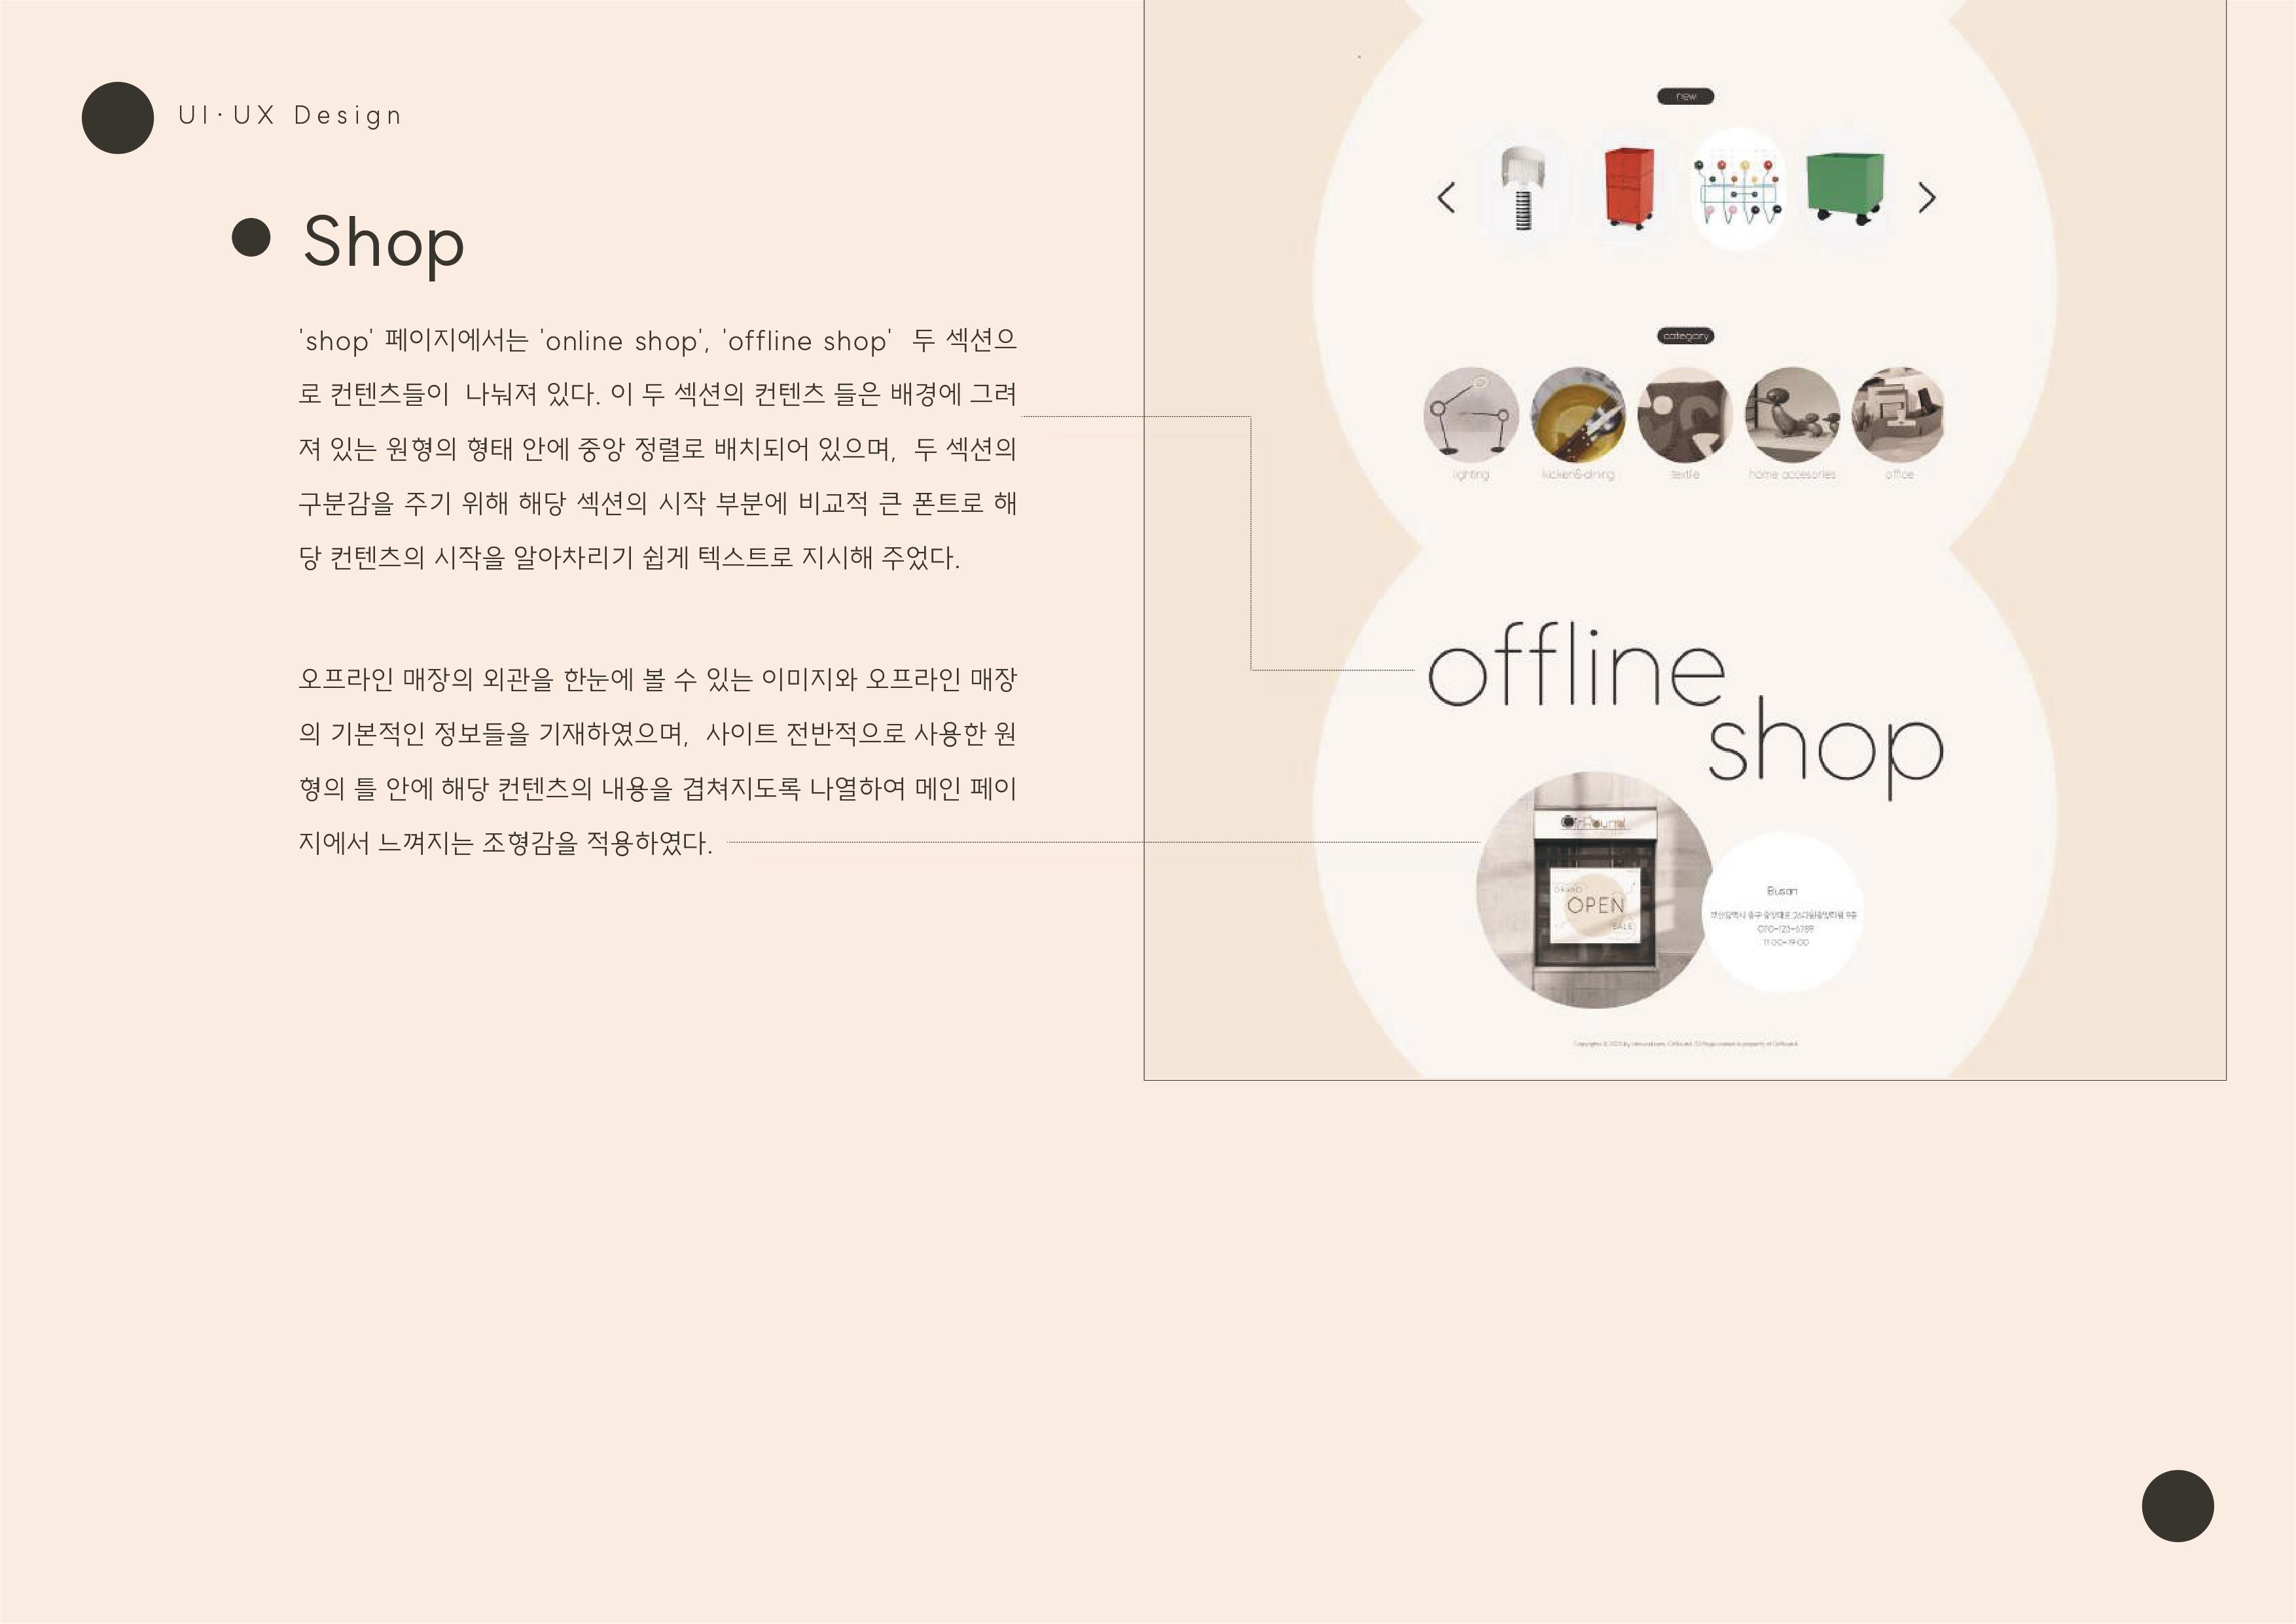 UI·UX Design
Shop
'shop' 페이지에서는 'online shop', 'offline shop' 두 섹션으
로 컨텐츠들이 나눠져 있다. 이 두 섹션의 컨텐츠 들은 배경에 그려
져 있는 원형의 형태 안에 중앙 정렬로 배치되어 있으며, 두 섹션의
구분감을 주기 위해 해당 섹션의 시작 부분에 비교적 큰 폰트로 해
당 컨텐츠의 시작을 알아차리기 쉽게 텍스트로 지시해 주었다.
오프라인 매장의 외관을 한눈에 볼 수 있는 이미지와 오프라인 매장
의 기본적인 정보들을 기재하였으며, 사이트 전반적으로 사용한 원
형의 틀 안에 해당 컨텐츠의 내용을 겹쳐지도록 나열하여 메인 페이
지에서 느껴지는 조형감을 적용하였다.
new
category
lighting
kicken&dining
textile
home accesories
office
offline
shop
CirRound
GRAND
OPEN
SALE
Busan
부산광역시 중구 중앙대로
11:00-19:00